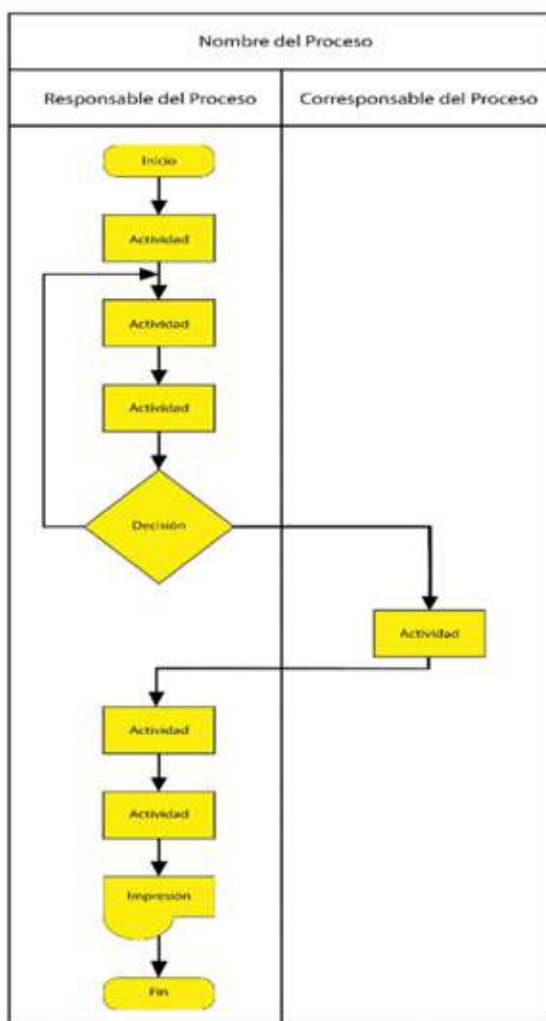 Nombre del Proceso
Responsable del Proceso
Corresponsable del Proceso
Inicio
Actividad
Actividad
Actividad
Decisión
Actividad
Actividad
Actividad
Impresión
Fin